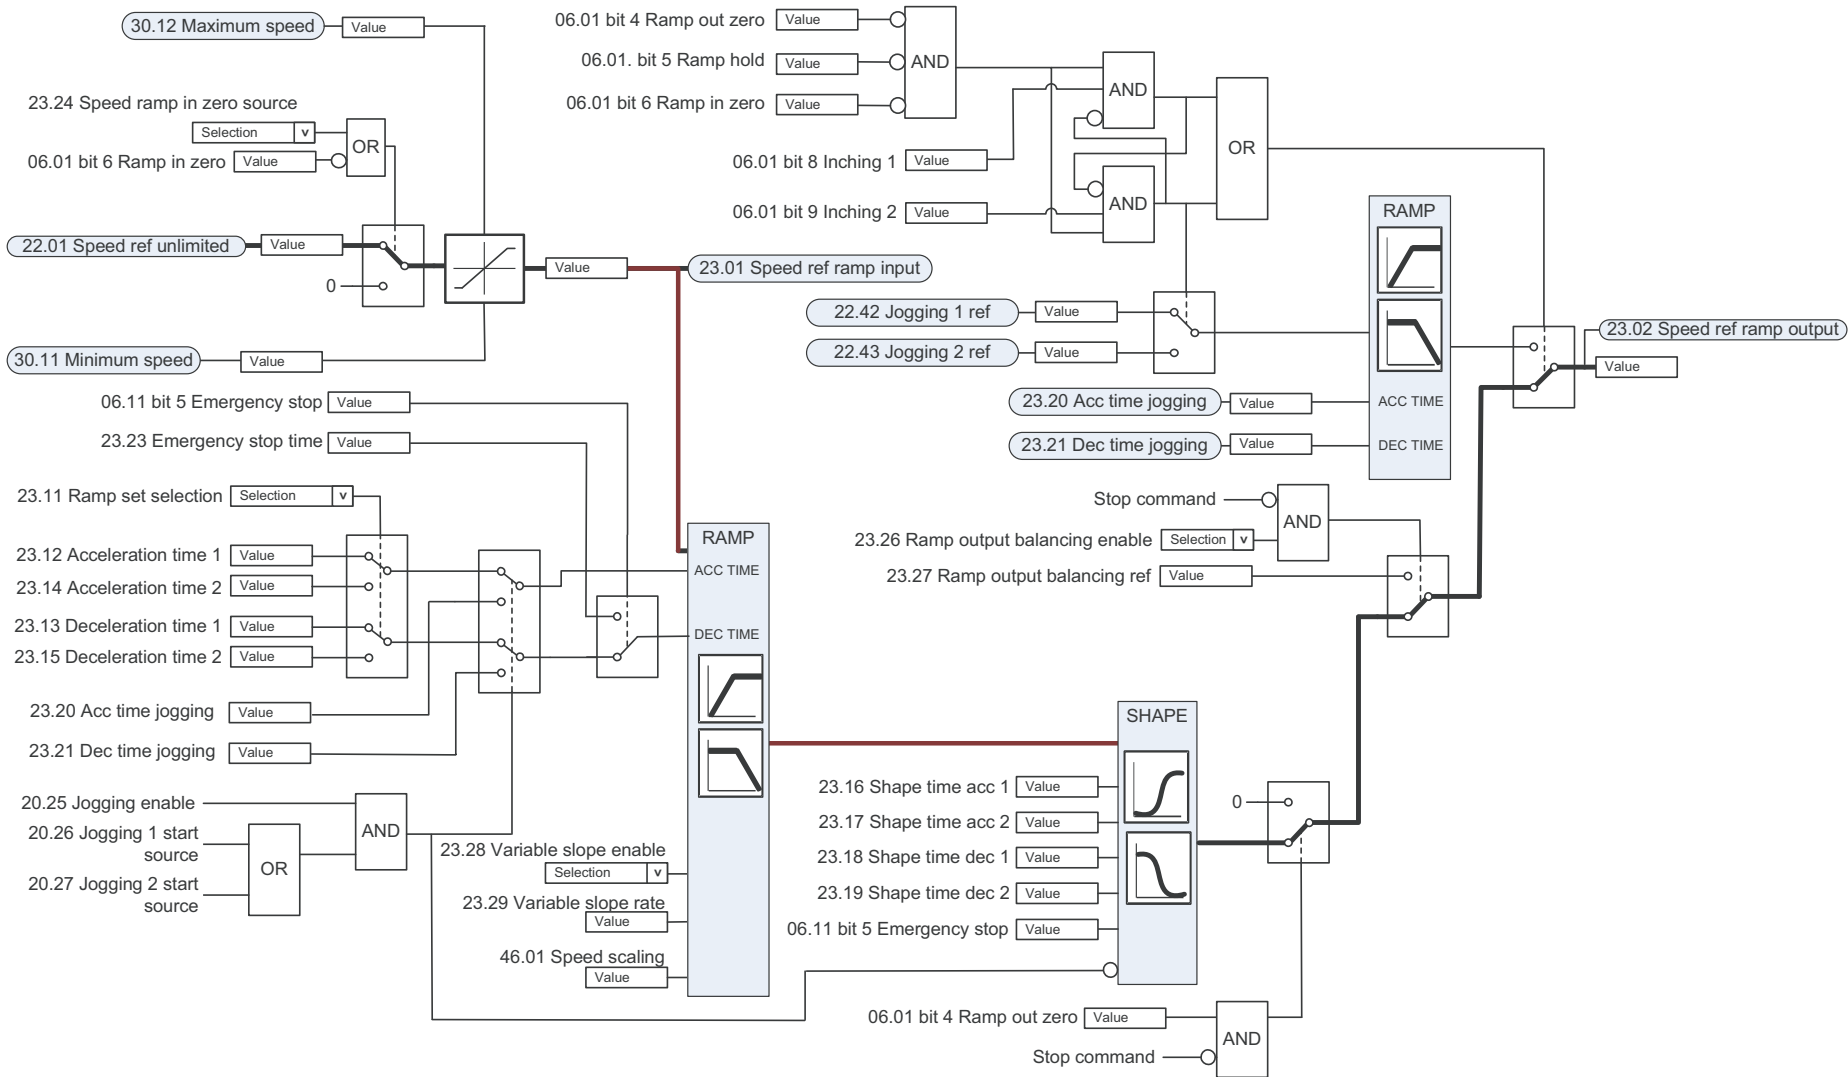 30.12 Maximum speed
Value
23.24 Speed ramp in zero source
Selection
v
OR
06.01 bit 6 Ramp in zero
Value
22.01 Speed ref unlimited
Value
0
Value
23.01 Speed ref ramp input
30.11 Minimum speed
Value
06.01 bit 4 Ramp out zero
Value
06.01. bit 5 Ramp hold
Value
AND
06.01 bit 6 Ramp in zero
Value
AND
06.01 bit 8 Inching 1
Value
OR
06.01 bit 9 Inching 2
Value
AND
22.42 Jogging 1 ref
Value
22.43 Jogging 2 ref
Value
RAMP
23.20 Acc time jogging
Value
ACC TIME
23.21 Dec time jogging
Value
DEC TIME
23.02 Speed ref ramp output
Value
06.11 bit 5 Emergency stop
Value
23.23 Emergency stop time
Value
23.11 Ramp set selection
Selection
v
23.12 Acceleration time 1
Value
23.14 Acceleration time 2
Value
23.13 Deceleration time 1
Value
23.15 Deceleration time 2
Value
23.20 Acc time jogging
Value
23.21 Dec time jogging
Value
20.25 Jogging enable
20.26 Jogging 1 start
source
20.27 Jogging 2 start
source
OR
AND
RAMP
ACC TIME
DEC TIME
23.28 Variable slope enable
Selection
v
23.29 Variable slope rate
Value
46.01 Speed scaling
Value
Stop command
AND
23.26 Ramp output balancing enable
Selection
v
23.27 Ramp output balancing ref
Value
SHAPE
23.16 Shape time acc 1
Value
23.17 Shape time acc 2
Value
23.18 Shape time dec 1
Value
23.19 Shape time dec 2
Value
06.11 bit 5 Emergency stop
Value
0
06.01 bit 4 Ramp out zero
Value
AND
Stop command